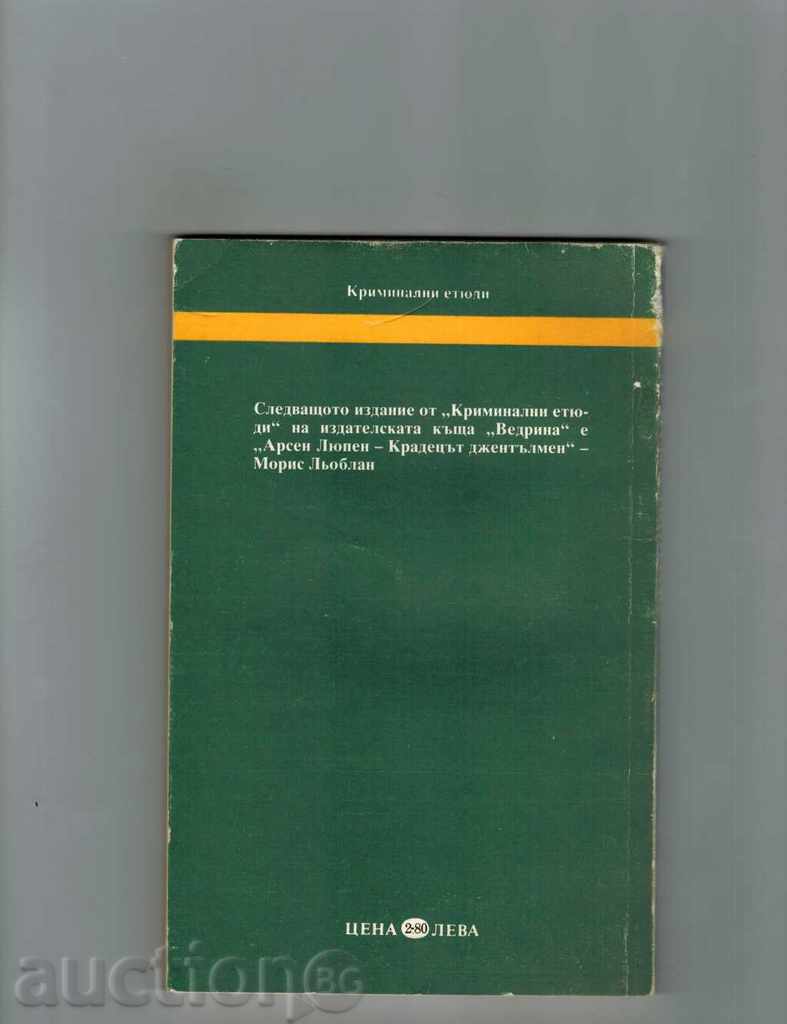 Криминални етюди
Следващото издание от „Криминални етю-
ди“ на издателската къща „Ведрина“ е
„Арсен Люпен – Крадецът джентълмен“ –
Морис Льоблан
ЦЕНА 2·80 ЛЕВА
auction BG